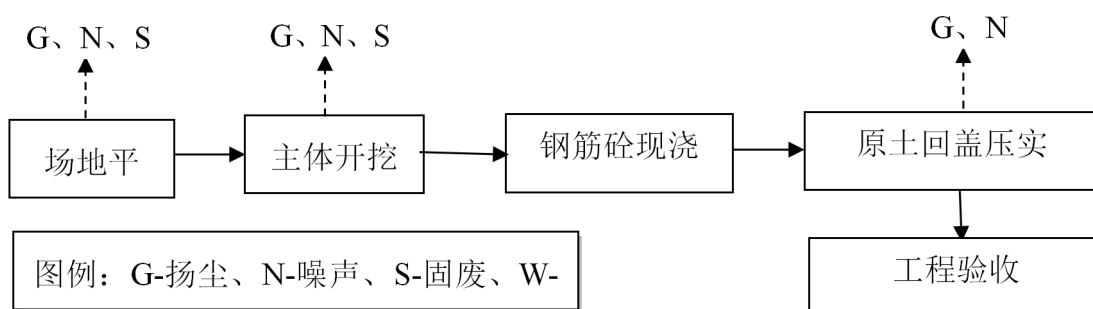 G、N、S
G、N、S
G、N
场地平
主体开挖
钢筋砼现浇
原土回盖压实
图例：G-扬尘、N-噪声、S-固废、W-
工程验收